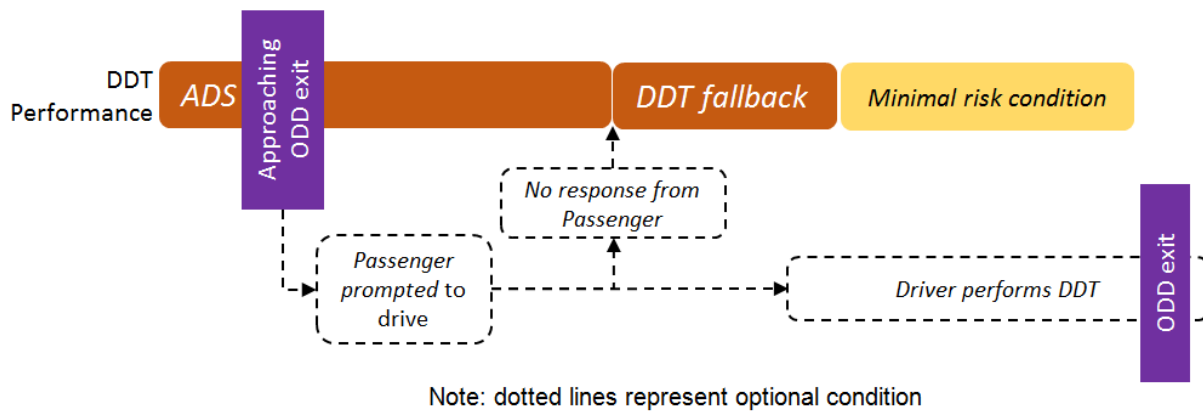 DDT
Performance
ADS
Approaching
ODD exit
DDT fallback
Minimal risk condition
No response from
Passenger
Passenger
prompted to
drive
Driver performs DDT
ODD exit
Note: dotted lines represent optional condition